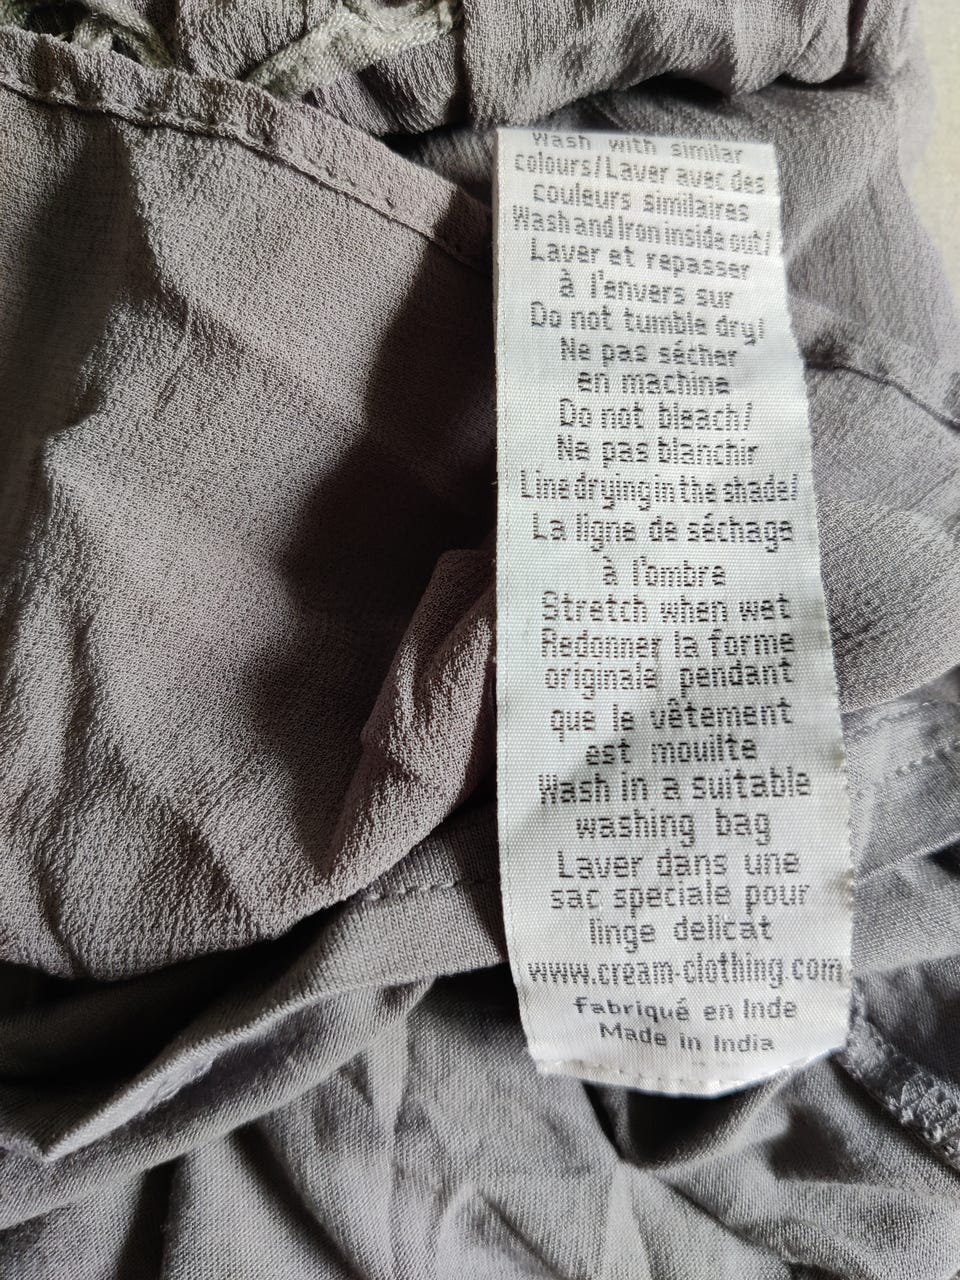 Wash with similar
colours/Laver avec des
couleurs similaires
Wash and Iron inside out/
Laver et repasser
à l'envers sur
Do not tumble dry/
Ne pas sécher
en machine
Do not bleach/
Ne pas blanchir
Line drying in the shade/
La ligne de séchage
à l'ombre
Stretch when wet
Redonner la forme
originale pendant
que le vêtement
est mouilte
Wash in a suitable
washing bag
Laver dans une
sac speciale pour
linge delicat
www.cream-clothing.com
Fabriqué en Inde
Made in India